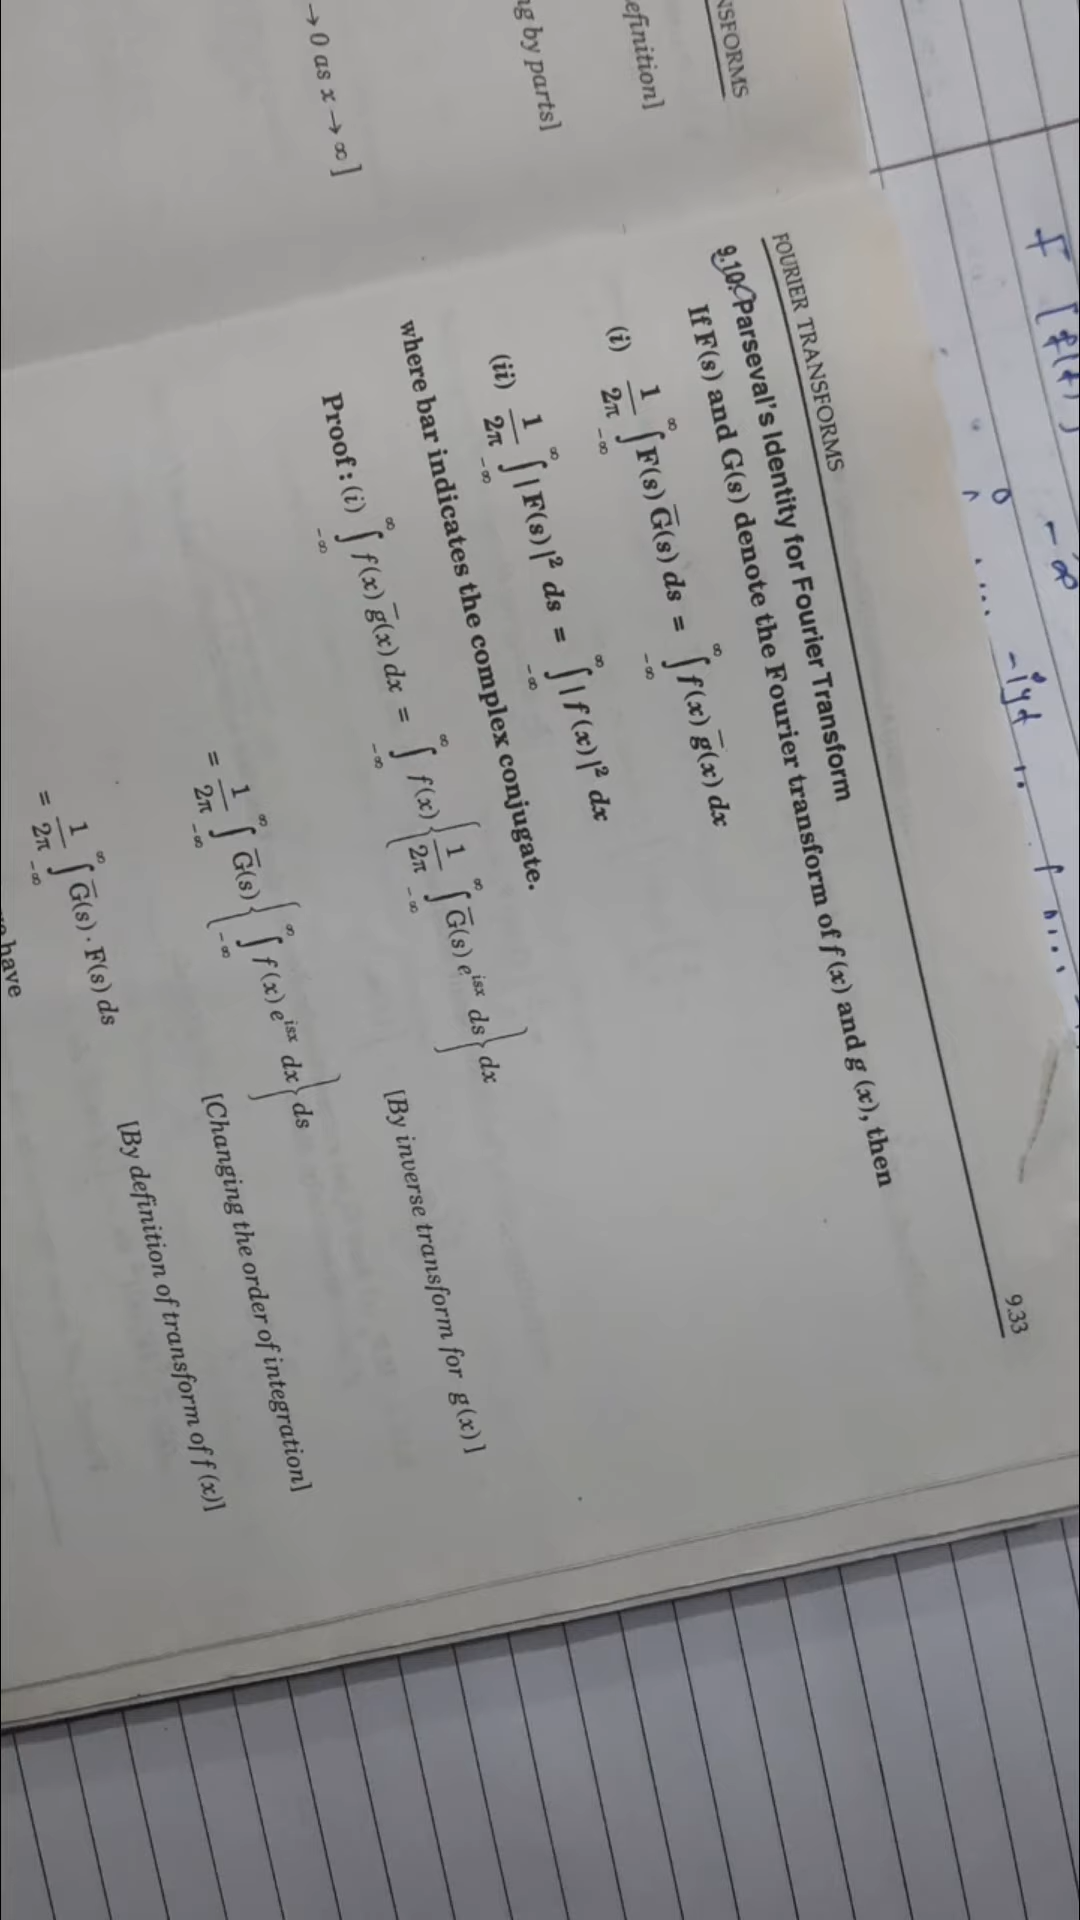 NSFORMS
efinition]
ng by parts]
→ 0 as x → ∞ ]
FOURIER TRANSFORMS 9.33
9.10. Parseval's Identity for Fourier Transform
If F(s) and G(s) denote the Fourier transform of f (x) and g (x), then
(i) 1/2π ∫_{-∞}^{∞} F(s) G̅(s) ds = ∫_{-∞}^{∞} f(x) g̅(x) dx
(ii) 1/2π ∫_{-∞}^{∞} | F(s) |² ds = ∫_{-∞}^{∞} | f(x) |² dx
where bar indicates the complex conjugate.
Proof : (i) ∫_{-∞}^{∞} f(x) g̅(x) dx = ∫_{-∞}^{∞} f(x) { 1/2π ∫_{-∞}^{∞} G̅(s) e^{isx} ds } dx
[By inverse transform for g(x)]
= 1/2π ∫_{-∞}^{∞} G̅(s) { ∫_{-∞}^{∞} f(x) e^{isx} dx } ds
[Changing the order of integration]
= 1/2π ∫_{-∞}^{∞} G̅(s) · F(s) ds
[By definition of transform of f (x)]
have